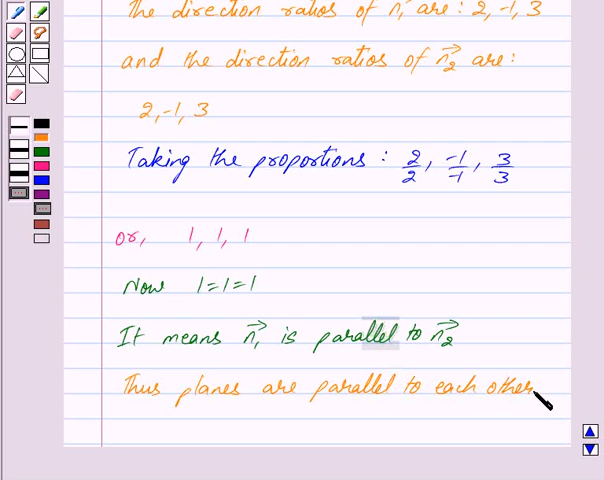 the direction ratios of n₁ are : 2, -1, 3
and the direction ratios of n₂⃗ are :
2, -1, 3
Taking the proportions : 2/2, -1/-1, 3/3
or, 1, 1, 1
Now 1=1=1
It means n₁⃗ is parallel to n₂⃗
Thus planes are parallel to each other.